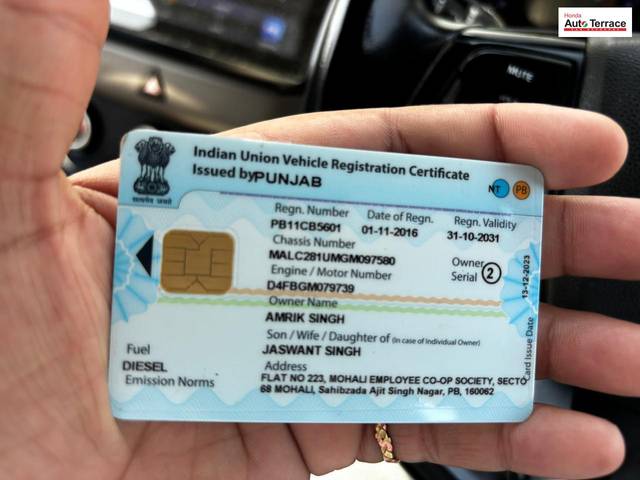 Honda
Auto Terrace
MUTE
Indian Union Vehicle Registration Certificate
Issued by PUNJAB
NT PB
सत्यमेव जयते
Regn. Number Date of Regn. Regn. Validity
PB11CB5601 01-11-2016 31-10-2031
Chassis Number
MALC281UMGM097580
Owner Serial 2
Engine / Motor Number
D4FBGM079739
Owner Name
AMRIK SINGH
Son / Wife / Daughter of (In case of Individual Owner)
JASWANT SINGH
Fuel
DIESEL
Emission Norms
Address
FLAT NO 223, MOHALI EMPLOYEE CO-OP SOCIETY, SECTO
68 MOHALI, Sahibzada Ajit Singh Nagar, PB, 160062
Card Issue Date 13-12-2023